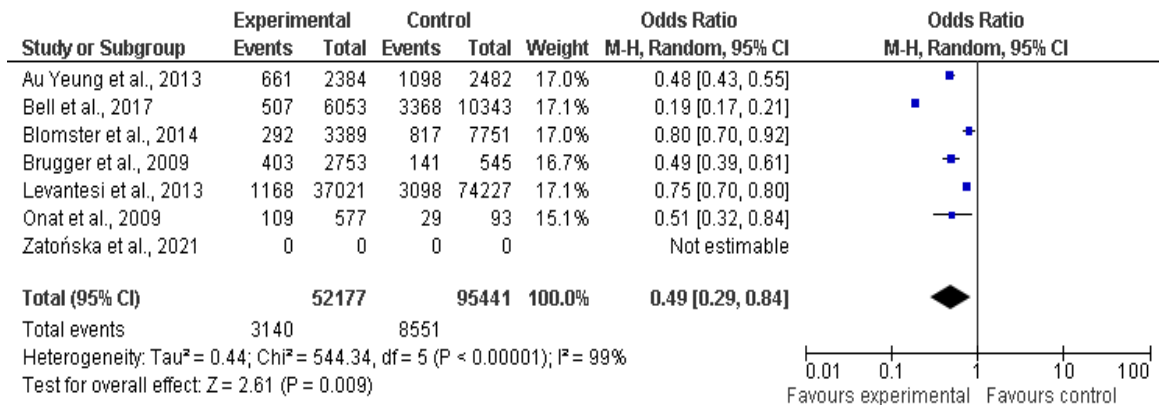 Experimental Control Odds Ratio Odds Ratio
Study or Subgroup Events Total Events Total Weight M-H, Random, 95% CI M-H, Random, 95% CI
Au Yeung et al., 2013 661 2384 1098 2482 17.0% 0.48 [0.43, 0.55]
Bell et al., 2017 507 6053 3368 10343 17.1% 0.19 [0.17, 0.21]
Blomster et al., 2014 292 3389 817 7751 17.0% 0.80 [0.70, 0.92]
Brugger et al., 2009 403 2753 141 545 16.7% 0.49 [0.39, 0.61]
Levantesi et al., 2013 1168 37021 3098 74227 17.1% 0.75 [0.70, 0.80]
Onat et al., 2009 109 577 29 93 15.1% 0.51 [0.32, 0.84]
Zatońska et al., 2021 0 0 0 0 Not estimable
Total (95% CI) 52177 95441 100.0% 0.49 [0.29, 0.84]
Total events 3140 8551
Heterogeneity: Tau² = 0.44; Chi² = 544.34, df = 5 (P < 0.00001); I² = 99%
Test for overall effect: Z = 2.61 (P = 0.009)
0.01 0.1 1 10 100
Favours experimental Favours control